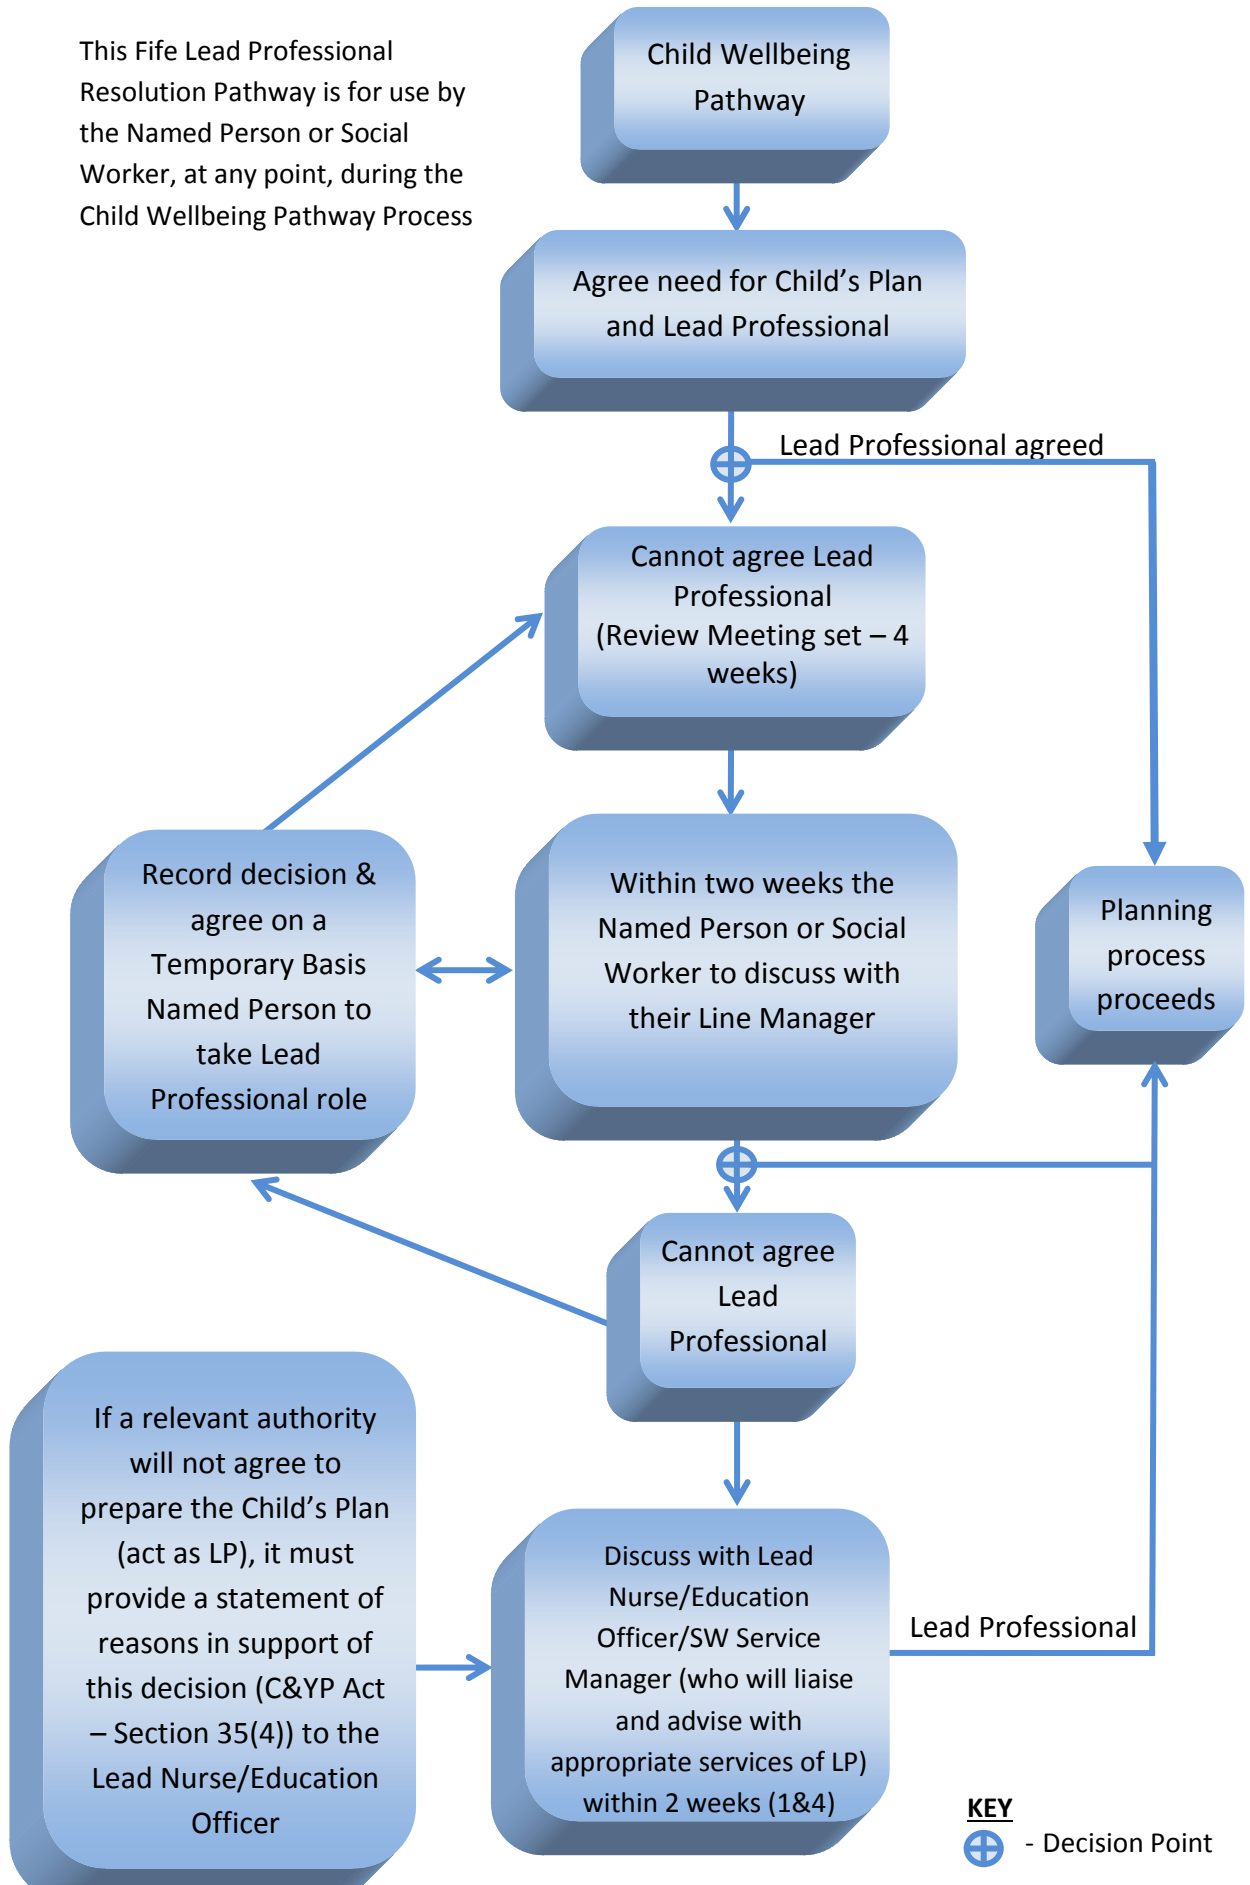 This Fife Lead Professional
Resolution Pathway is for use by
the Named Person or Social
Worker, at any point, during the
Child Wellbeing Pathway Process
Child Wellbeing
Pathway
Agree need for Child’s Plan
and Lead Professional
Lead Professional agreed
Cannot agree Lead
Professional
(Review Meeting set – 4
weeks)
Record decision &
agree on a
Temporary Basis
Named Person to
take Lead
Professional role
Within two weeks the
Named Person or Social
Worker to discuss with
their Line Manager
Planning
process
proceeds
Cannot agree
Lead
Professional
If a relevant authority
will not agree to
prepare the Child’s Plan
(act as LP), it must
provide a statement of
reasons in support of
this decision (C&YP Act
– Section 35(4)) to the
Lead Nurse/Education
Officer
Discuss with Lead
Nurse/Education
Officer/SW Service
Manager (who will liaise
and advise with
appropriate services of LP)
within 2 weeks (1&4)
Lead Professional
KEY
- Decision Point